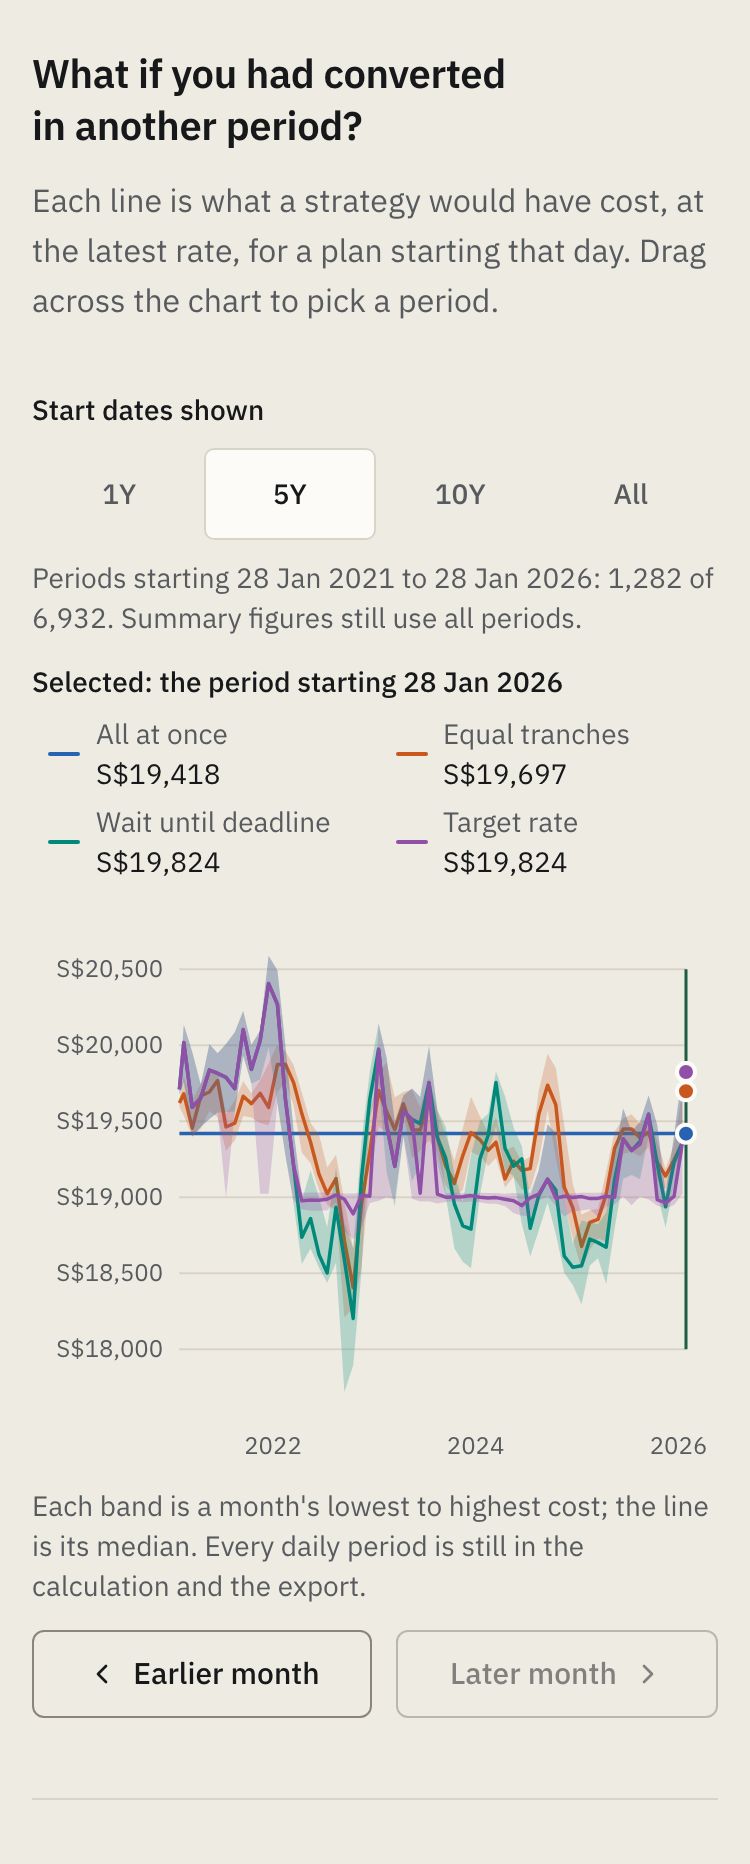 What if you had converted
in another period?
Each line is what a strategy would have cost, at
the latest rate, for a plan starting that day. Drag
across the chart to pick a period.
Start dates shown
1Y 5Y 10Y All
Periods starting 28 Jan 2021 to 28 Jan 2026: 1,282 of
6,932. Summary figures still use all periods.
Selected: the period starting 28 Jan 2026
All at once
S$19,418
Equal tranches
S$19,697
Wait until deadline
S$19,824
Target rate
S$19,824
S$20,500
S$20,000
S$19,500
S$19,000
S$18,500
S$18,000
2022 2024 2026
Each band is a month's lowest to highest cost; the line
is its median. Every daily period is still in the
calculation and the export.
Earlier month
Later month